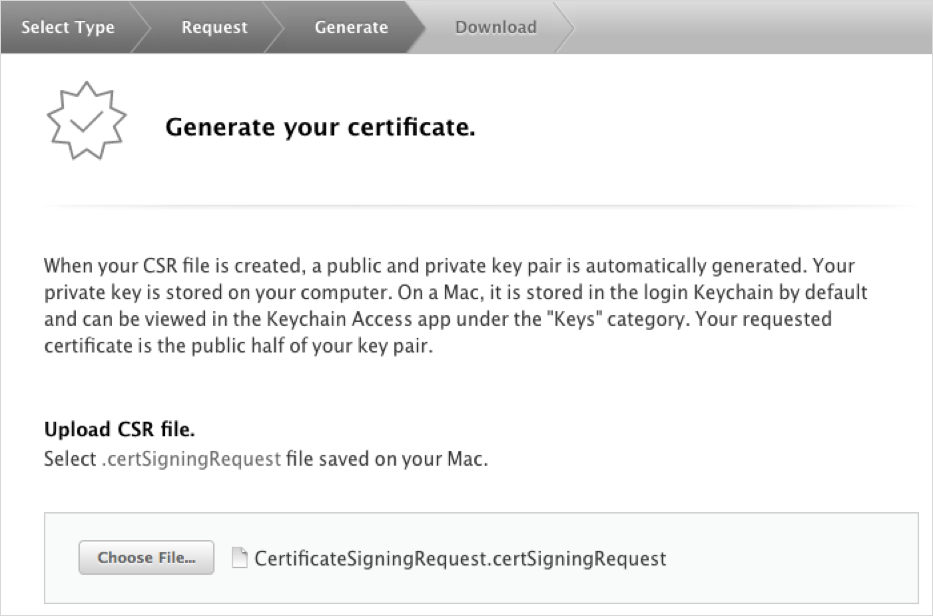 Select Type Request Generate Download
Generate your certificate.
When your CSR file is created, a public and private key pair is automatically generated. Your
private key is stored on your computer. On a Mac, it is stored in the login Keychain by default
and can be viewed in the Keychain Access app under the "Keys" category. Your requested
certificate is the public half of your key pair.
Upload CSR file.
Select .certSigningRequest file saved on your Mac.
Choose File... CertificateSigningRequest.certSigningRequest